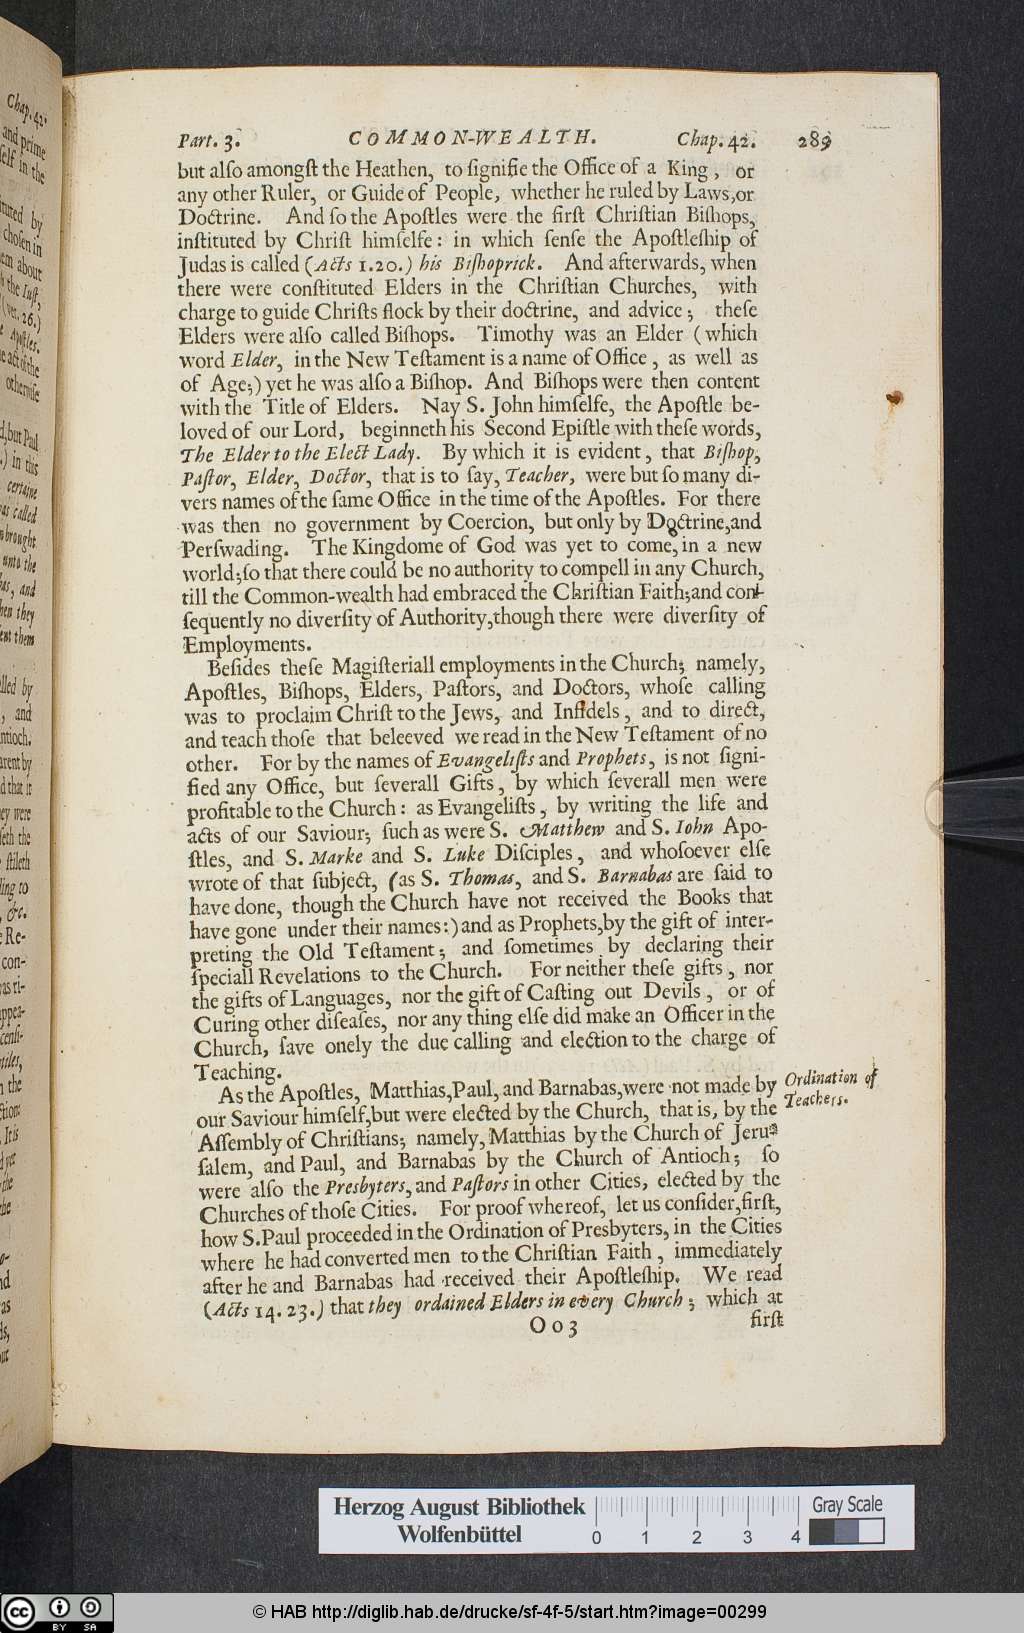 Part. 3. COMMON-WEALTH. Chap. 42. 289
but alſo amongſt the Heathen, to ſignifie the Office of a King, or
any other Ruler, or Guide of People, whether he ruled by Laws,or
Doctrine. And ſo the Apoſtles were the firſt Chriſtian Biſhops,
inſtituted by Chriſt himſelfe: in which ſenſe the Apoſtleſhip of
Judas is called (Acts 1.20.) his Biſhoprick. And afterwards, when
there were conſtituted Elders in the Chriſtian Churches, with
charge to guide Chriſts flock by their doctrine, and advice; theſe
Elders were alſo called Biſhops. Timothy was an Elder (which
word Elder, in the New Teſtament is a name of Office, as well as
of Age;) yet he was alſo a Biſhop. And Biſhops were then content
with the Title of Elders. Nay S. John himſelfe, the Apoſtle be-
loved of our Lord, beginneth his Second Epiſtle with theſe words,
The Elder to the Elect Lady. By which it is evident, that Biſhop,
Paſtor, Elder, Doctor, that is to ſay, Teacher, were but ſo many di-
vers names of the ſame Office in the time of the Apoſtles. For there
was then no government by Coercion, but only by Doctrine,and
Perſwading. The Kingdome of God was yet to come, in a new
world;ſo that there could be no authority to compell in any Church,
till the Common-wealth had embraced the Chriſtian Faith;and con-
ſequently no diverſity of Authority,though there were diverſity of
Employments.
Beſides theſe Magiſteriall employments in the Church; namely,
Apoſtles, Biſhops, Elders, Paſtors, and Doctors, whoſe calling
was to proclaim Chriſt to the Jews, and Infidels, and to direct,
and teach thoſe that beleeved we read in the New Teſtament of no
other. For by the names of Evangeliſts and Prophets, is not ſigni-
fied any Office, but ſeverall Gifts, by which ſeverall men were
profitable to the Church: as Evangeliſts, by writing the life and
acts of our Saviour; ſuch as were S. Matthew and S. Iohn Apo-
ſtles, and S. Marke and S. Luke Diſciples, and whoſoever elſe
wrote of that ſubject, (as S. Thomas, and S. Barnabas are ſaid to
have done, though the Church have not received the Books that
have gone under their names:) and as Prophets,by the gift of inter-
preting the Old Teſtament; and ſometimes by declaring their
ſpeciall Revelations to the Church. For neither theſe gifts, nor
the gifts of Languages, nor the gift of Caſting out Devils, or of
Curing other diſeaſes, nor any thing elſe did make an Officer in the
Church, ſave onely the due calling and election to the charge of
Teaching.
As the Apoſtles, Matthias,Paul, and Barnabas,were not made by
Ordination of
Teachers.
our Saviour himſelf,but were elected by the Church, that is, by the
Aſſembly of Chriſtians; namely, Matthias by the Church of Jeru-
ſalem, and Paul, and Barnabas by the Church of Antioch; ſo
were alſo the Presbyters, and Paſtors in other Cities, elected by the
Churches of thoſe Cities. For proof whereof, let us conſider,firſt,
how S.Paul proceeded in the Ordination of Presbyters, in the Cities
where he had converted men to the Chriſtian Faith, immediately
after he and Barnabas had received their Apoſtleſhip. We read
(Acts 14. 23.) that they ordained Elders in every Church; which at
Oo3 firſt
Herzog August Bibliothek
Wolfenbüttel
0 1 2 3 4
Gray Scale
cc BY SA
© HAB http://diglib.hab.de/drucke/sf-4f-5/start.htm?image=00299